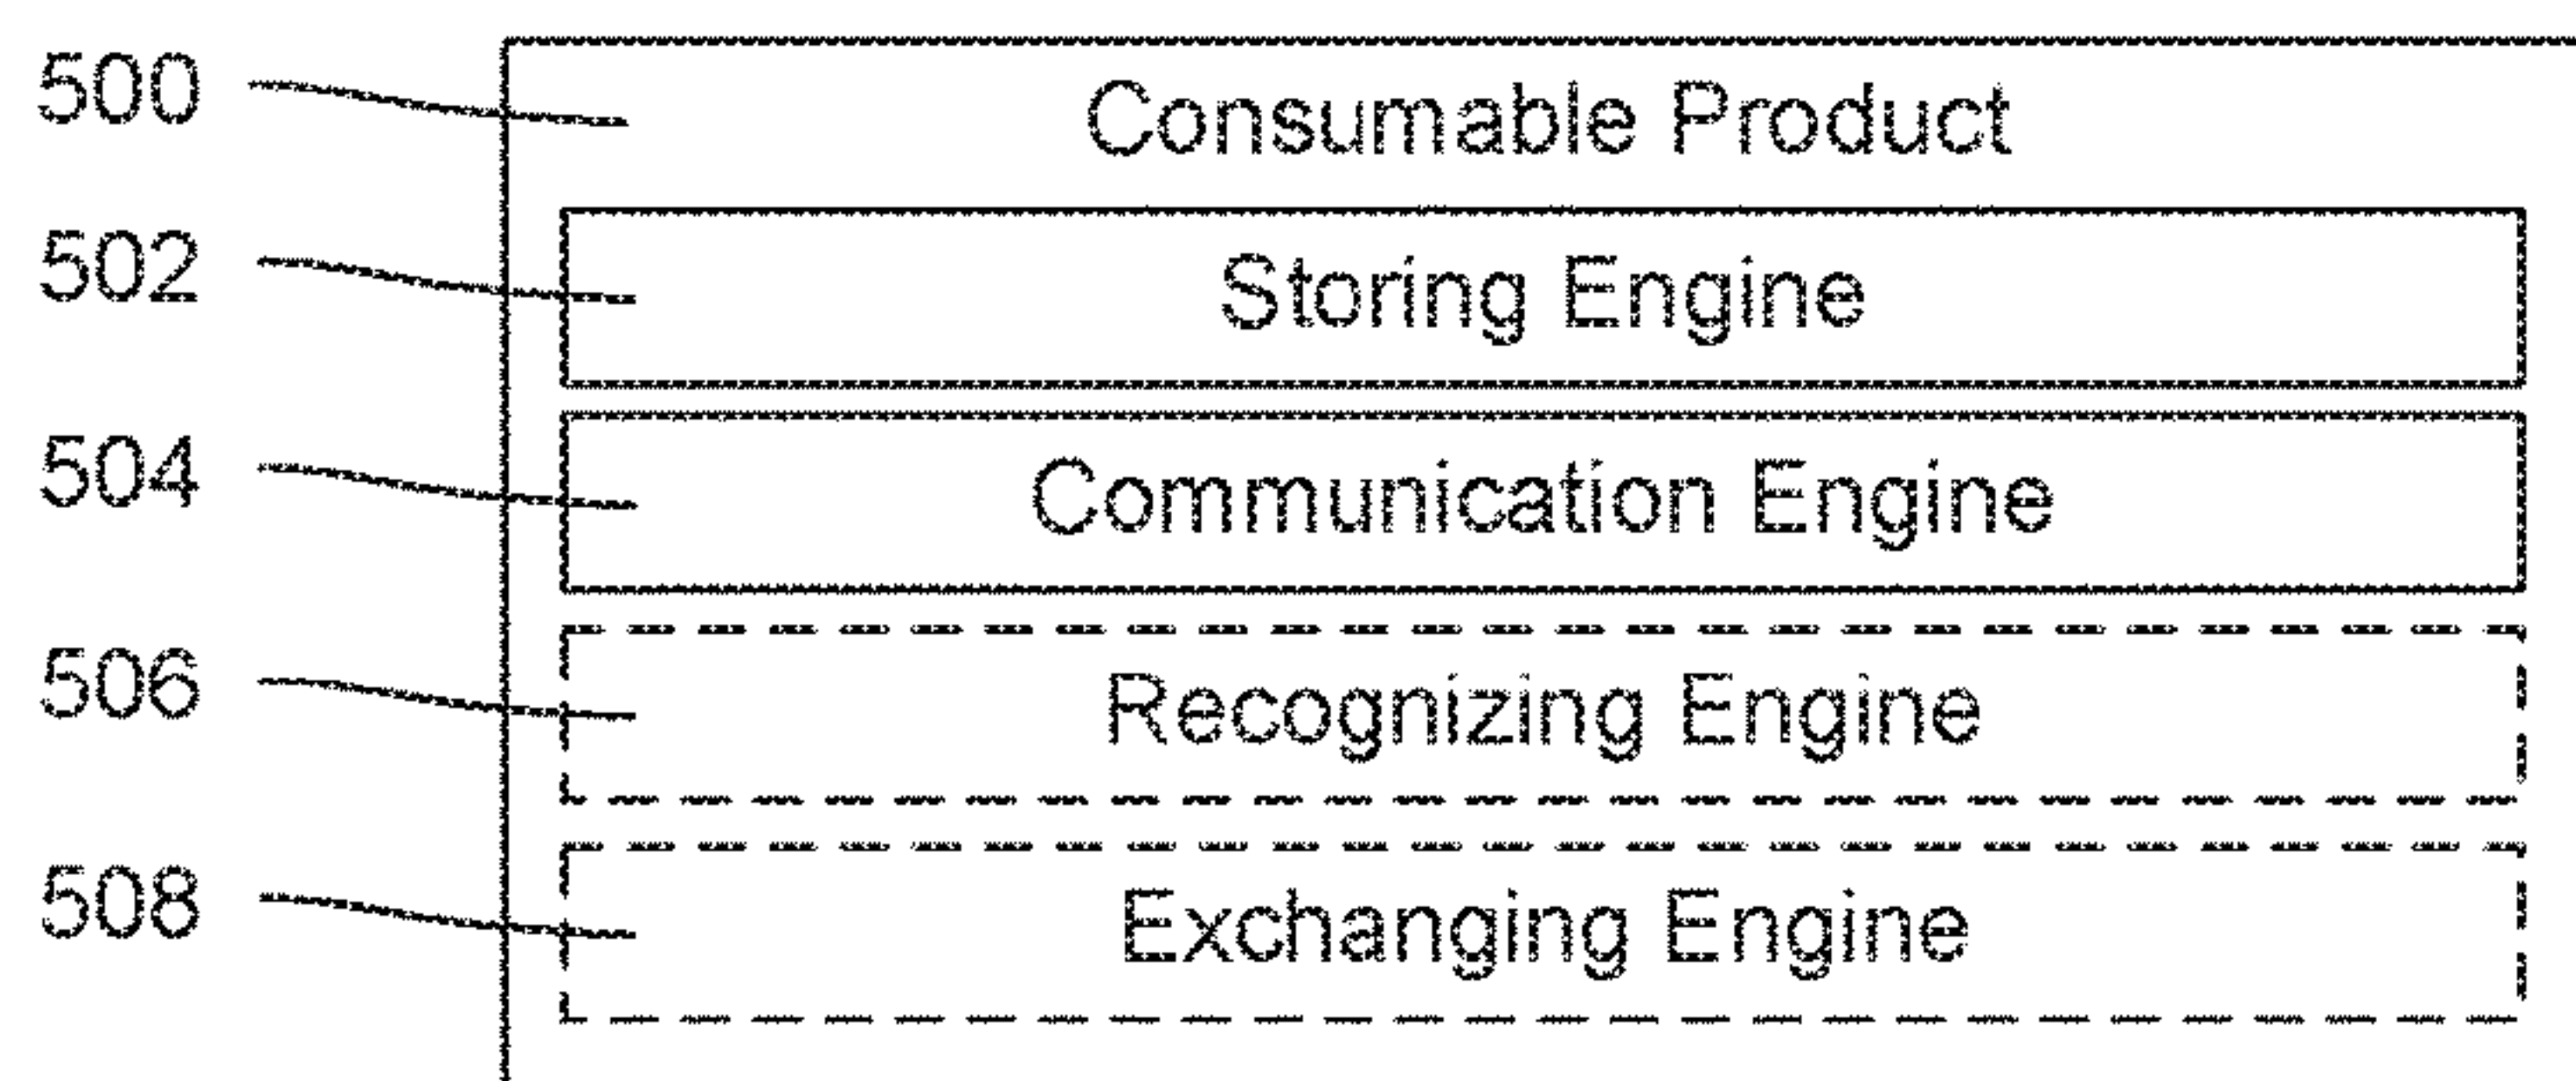 500 Consumable Product
502 Storing Engine
504 Communication Engine
506 Recognizing Engine
508 Exchanging Engine